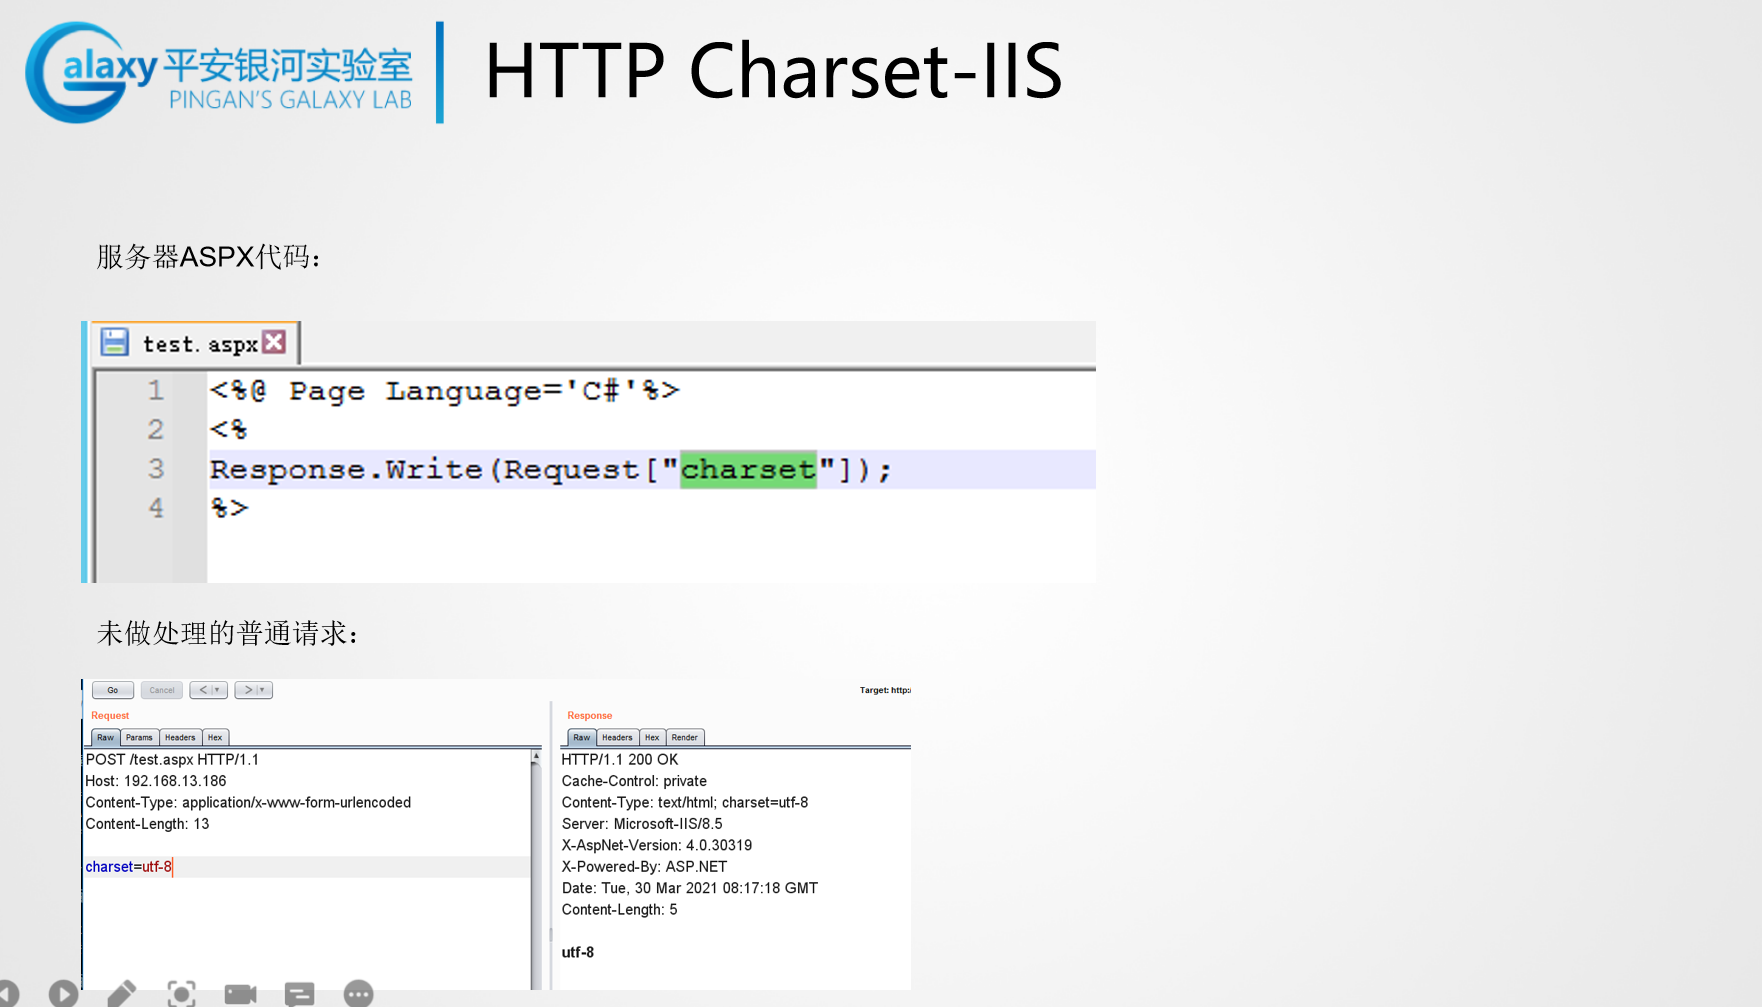 Galaxy 平安银河实验室
PINGAN'S GALAXY LAB
HTTP Charset-IIS
服务器ASPX代码：
test.aspx
1 <%@ Page Language='C#'%>
2 <%
3 Response.Write(Request["charset"]);
4 %>
未做处理的普通请求：
Go Cancel < >
Target: http:
Request
Raw Params Headers Hex
POST /test.aspx HTTP/1.1
Host: 192.168.13.186
Content-Type: application/x-www-form-urlencoded
Content-Length: 13
charset=utf-8
Response
Raw Headers Hex Render
HTTP/1.1 200 OK
Cache-Control: private
Content-Type: text/html; charset=utf-8
Server: Microsoft-IIS/8.5
X-AspNet-Version: 4.0.30319
X-Powered-By: ASP.NET
Date: Tue, 30 Mar 2021 08:17:18 GMT
Content-Length: 5
utf-8